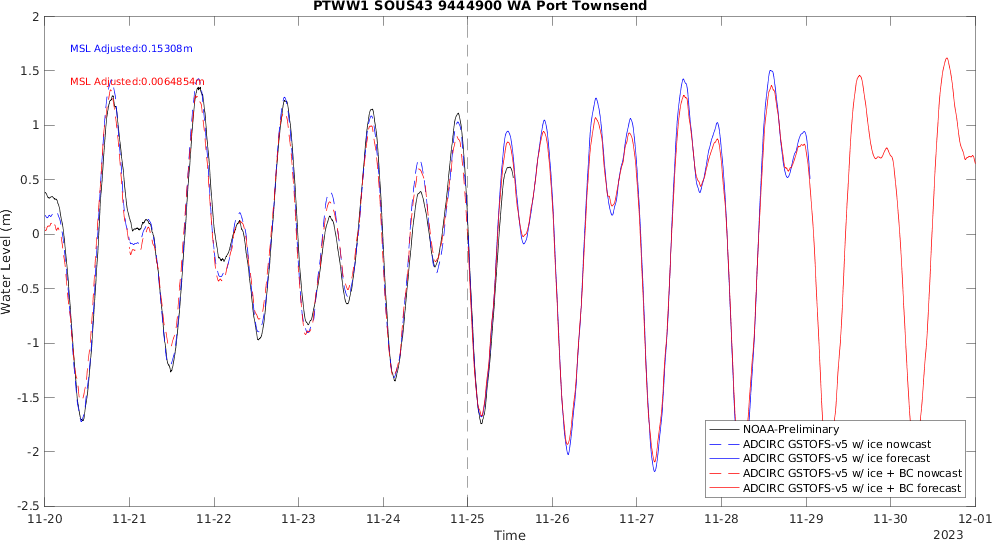 PTWW1 SOUS43 9444900 WA Port Townsend
MSL Adjusted:0.15308m
MSL Adjusted:0.0064854m
Water Level (m)
2
1.5
1
0.5
0
-0.5
-1
-1.5
-2
-2.5
NOAA-Preliminary
ADCIRC GSTOFS-v5 w/ ice nowcast
ADCIRC GSTOFS-v5 w/ ice forecast
ADCIRC GSTOFS-v5 w/ ice + BC nowcast
ADCIRC GSTOFS-v5 w/ ice + BC forecast
11-20 11-21 11-22 11-23 11-24 11-25 11-26 11-27 11-28 11-29 11-30 12-01
Time
2023